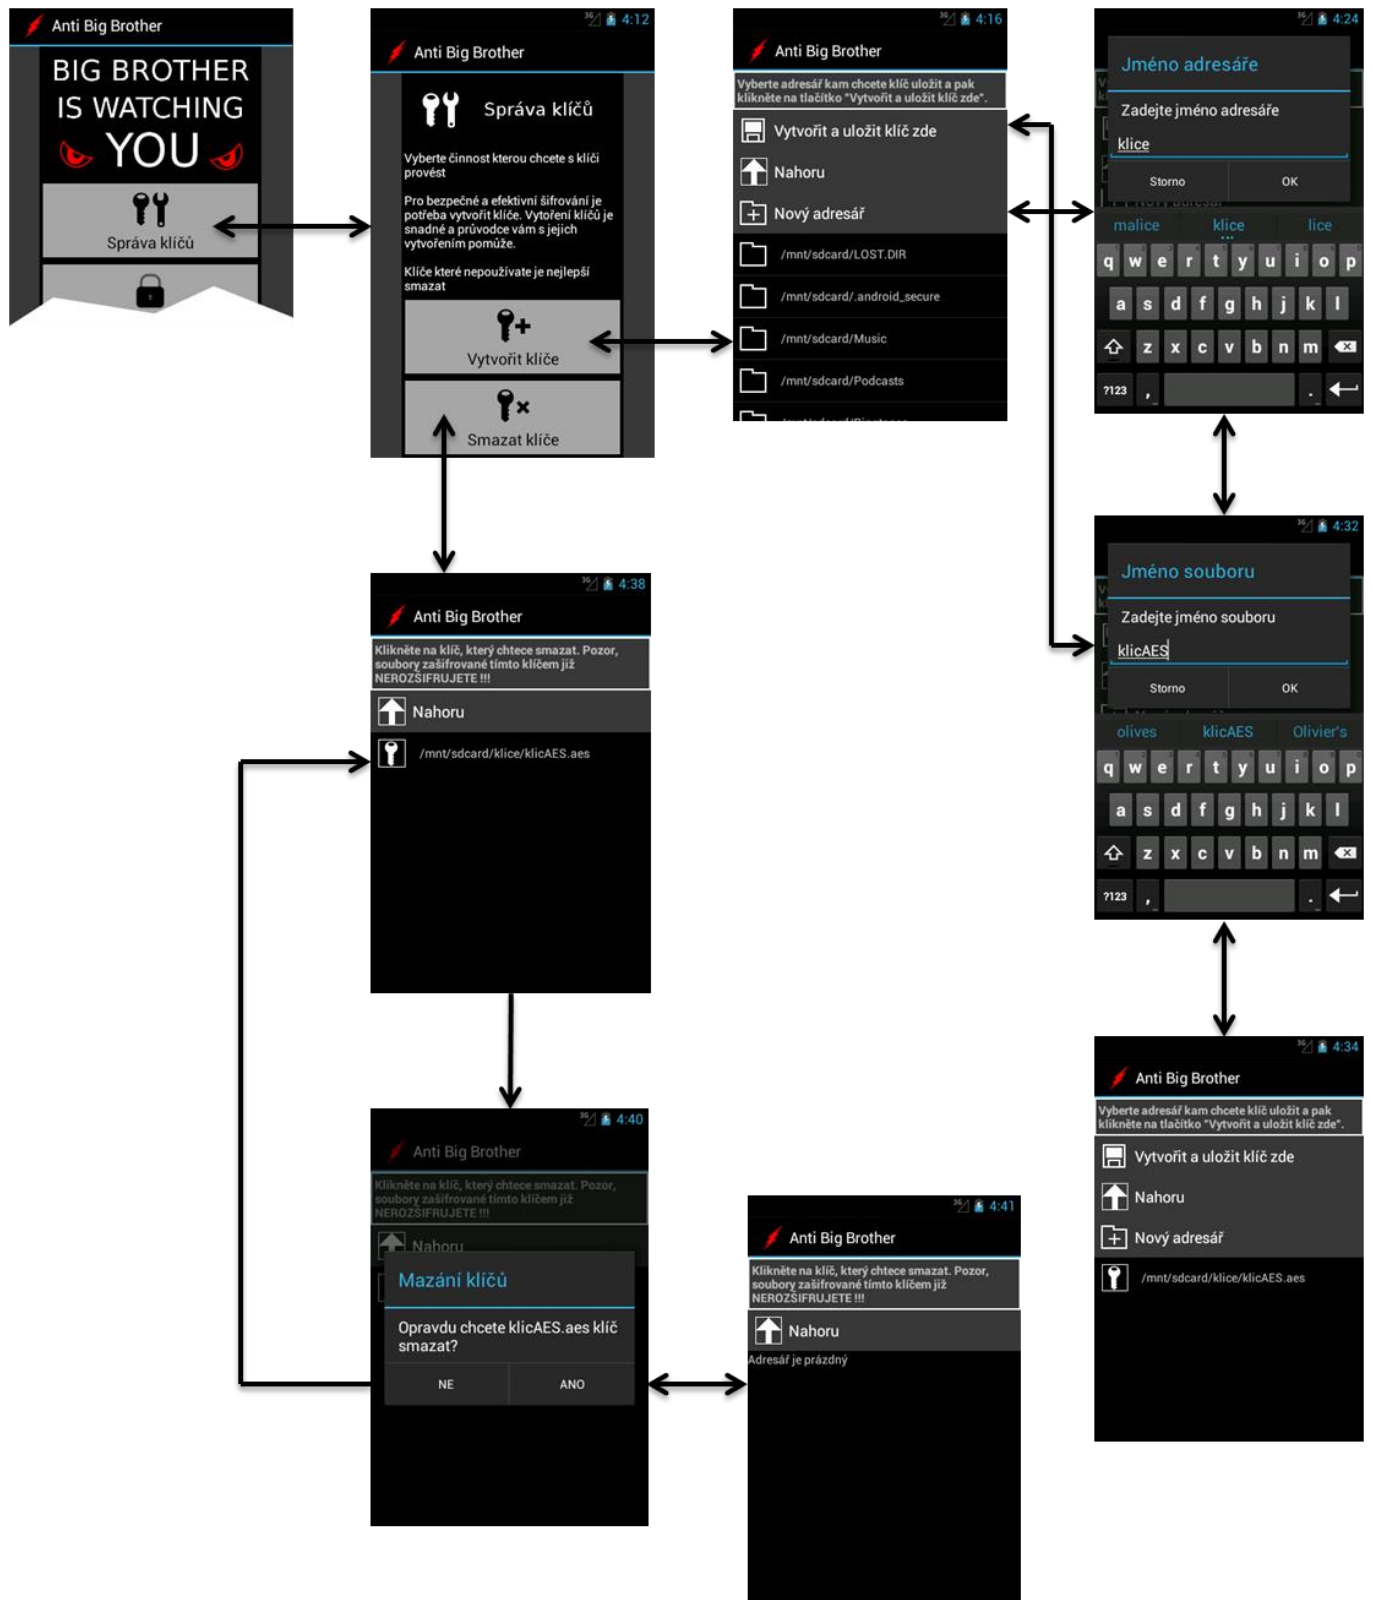 Anti Big Brother
BIG BROTHER
IS WATCHING
YOU
Správa klíčů
3G 4:12
Anti Big Brother
Správa klíčů
Vyberte činnost kterou chcete s klíči
provést
Pro bezpečné a efektivní šifrování je
potřeba vytvořit klíče. Vytoření klíčů je
snadné a průvodce vám s jejich
vytvořením pomůže.
Klíče které nepoužívate je nejlepší
smazat
Vytvořit klíče
Smazat klíče
3G 4:16
Anti Big Brother
Vyberte adresář kam chcete klíč uložit a pak
klikněte na tlačítko "Vytvořit a uložit klíč zde".
Vytvořit a uložit klíč zde
Nahoru
Nový adresář
/mnt/sdcard/LOST.DIR
/mnt/sdcard/.android_secure
/mnt/sdcard/Music
/mnt/sdcard/Podcasts
3G 4:24
Jméno adresáře
Zadejte jméno adresáře
klice
Storno OK
malice klice lice
q w e r t y u i o p
a s d f g h j k l
z x c v b n m
?123 , .
3G 4:32
Jméno souboru
Zadejte jméno souboru
klicAES
Storno OK
olives klicAES Olivier's
q w e r t y u i o p
a s d f g h j k l
z x c v b n m
?123 , .
3G 4:34
Anti Big Brother
Vyberte adresář kam chcete klíč uložit a pak
klikněte na tlačítko "Vytvořit a uložit klíč zde".
Vytvořit a uložit klíč zde
Nahoru
Nový adresář
/mnt/sdcard/klice/klicAES.aes
3G 4:38
Anti Big Brother
Klikněte na klíč, který chtece smazat. Pozor,
soubory zašifrované tímto klíčem již
NEROZŠIFRUJETE !!!
Nahoru
/mnt/sdcard/klice/klicAES.aes
3G 4:40
Anti Big Brother
Klikněte na klíč, který chtece smazat. Pozor,
soubory zašifrované tímto klíčem již
NEROZŠIFRUJETE !!!
Nahoru
Mazání klíčů
Opravdu chcete klicAES.aes klíč
smazat?
NE ANO
3G 4:41
Anti Big Brother
Klikněte na klíč, který chtece smazat. Pozor,
soubory zašifrované tímto klíčem již
NEROZŠIFRUJETE !!!
Nahoru
Adresář je prázdný